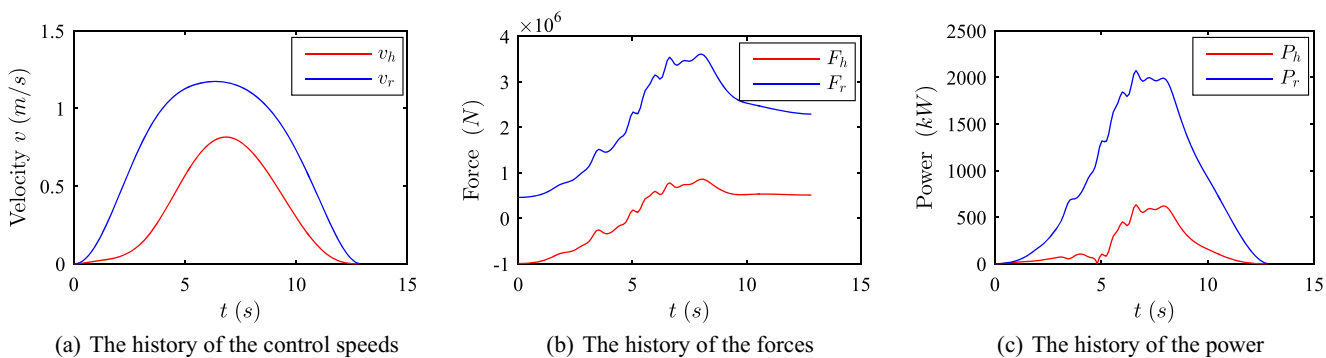 1.5
1
0.5
0
0 5 10 15
Velocity v (m/s)
t (s)
v_h
v_r
(a) The history of the control speeds
×10^6
4
3
2
1
0
-1
0 5 10 15
Force (N)
t (s)
F_h
F_r
(b) The history of the forces
2500
2000
1500
1000
500
0
0 5 10 15
Power (kW)
t (s)
P_h
P_r
(c) The history of the power